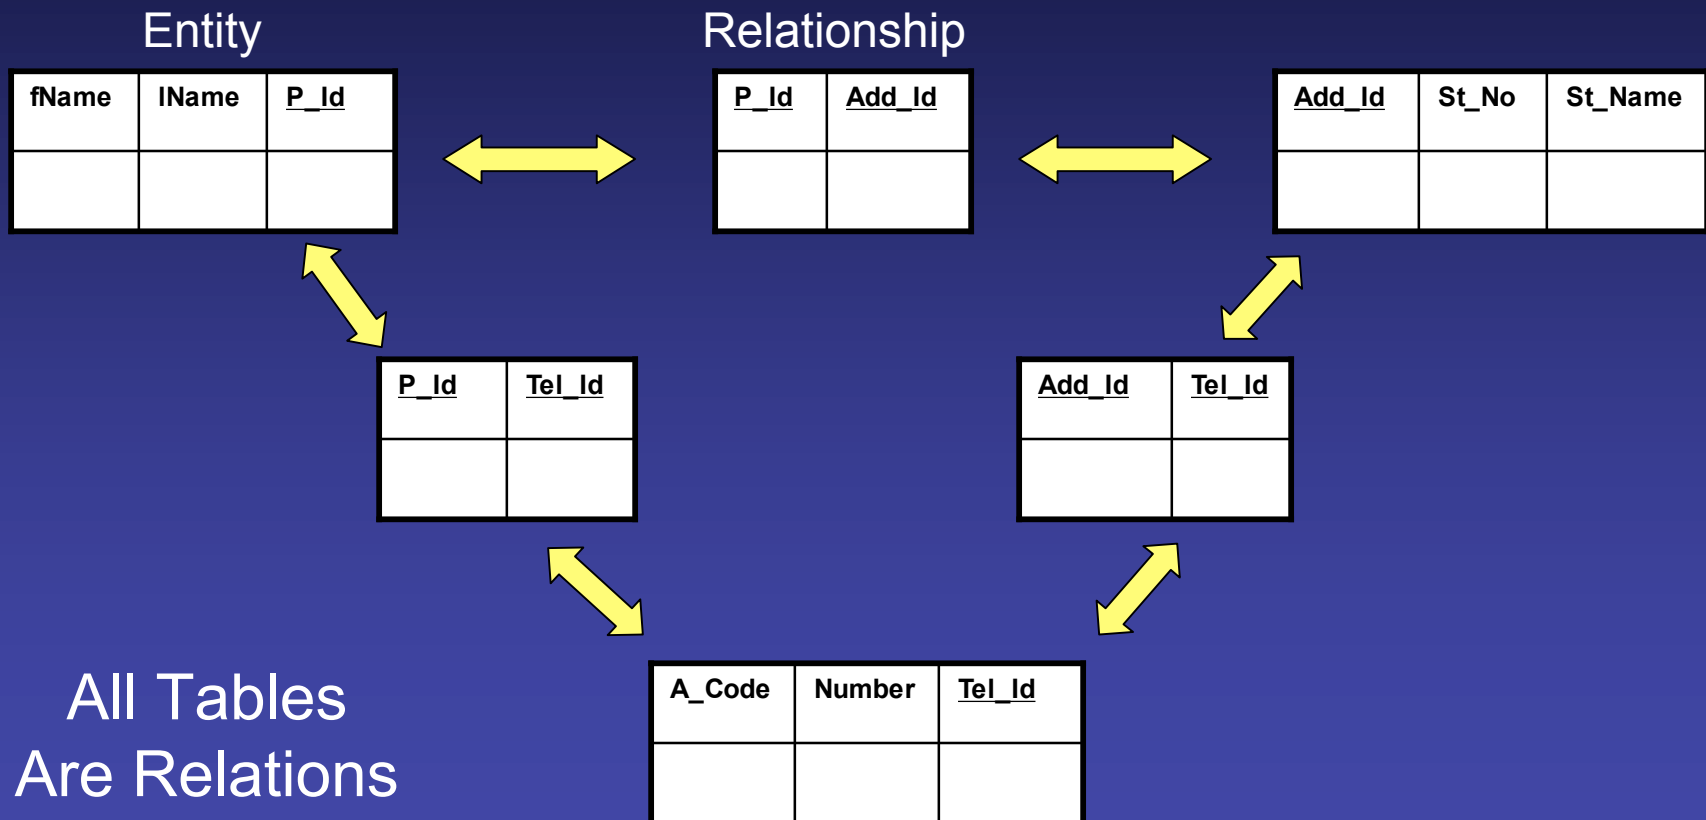 Entity
Relationship
fName lName P_Id
P_Id Add_Id
Add_Id St_No St_Name
P_Id Tel_Id
Add_Id Tel_Id
A_Code Number Tel_Id
All Tables
Are Relations